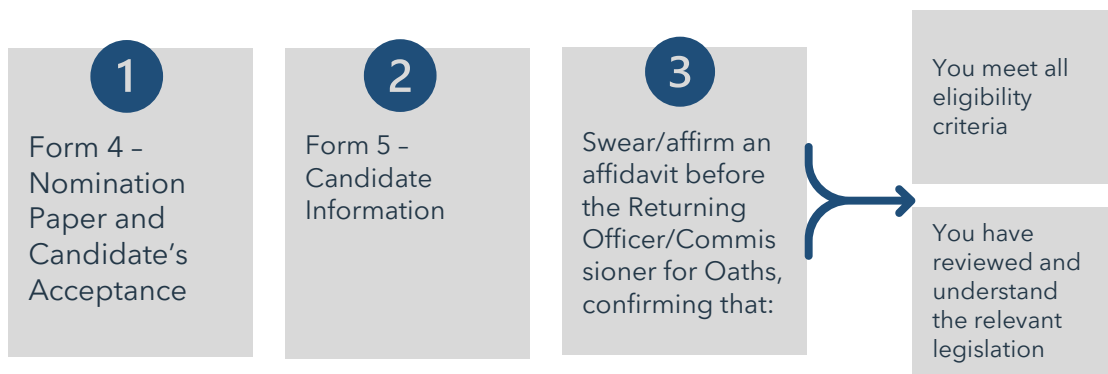 1
Form 4 –
Nomination
Paper and
Candidate's
Acceptance
2
Form 5 –
Candidate
Information
3
Swear/affirm an
affidavit before
the Returning
Officer/Commis
sioner for Oaths,
confirming that:
You meet all
eligibility
criteria
You have
reviewed and
understand
the relevant
legislation